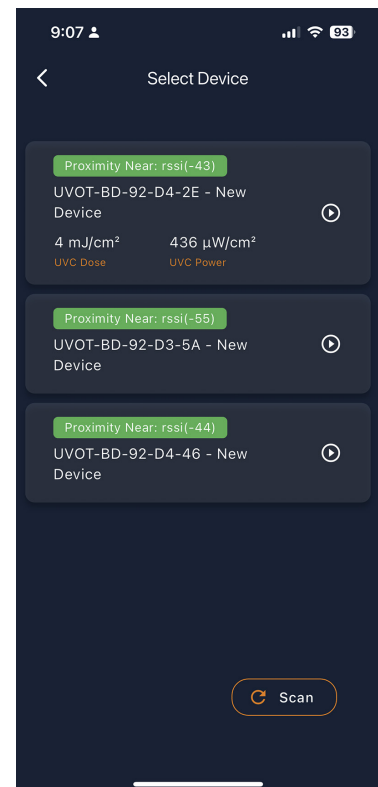 9:07
93
Select Device
Proximity Near: rssi(-43)
UVOT-BD-92-D4-2E - New
Device
4 mJ/cm² 436 µW/cm²
UVC Dose UVC Power
Proximity Near: rssi(-55)
UVOT-BD-92-D3-5A - New
Device
Proximity Near: rssi(-44)
UVOT-BD-92-D4-46 - New
Device
Scan